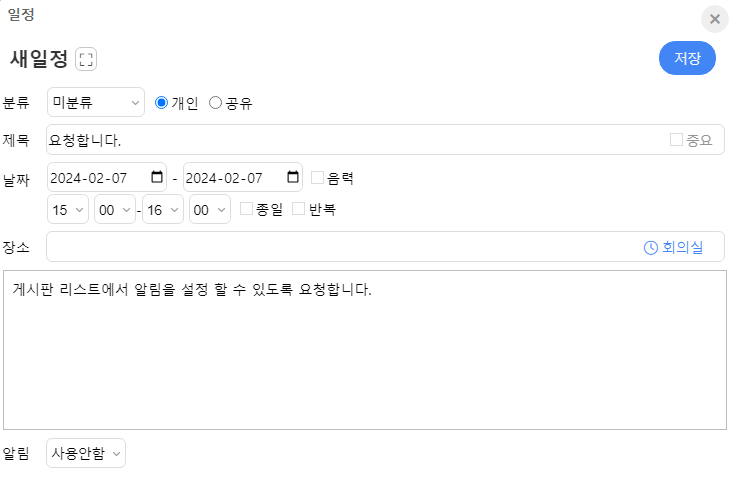 일정
새일정
저장
분류 미분류 개인 공유
제목 요청합니다. 중요
날짜 2024-02-07 - 2024-02-07 음력
15 00 - 16 00 종일 반복
장소 회의실
게시판 리스트에서 알림을 설정 할 수 있도록 요청합니다.
알림 사용안함